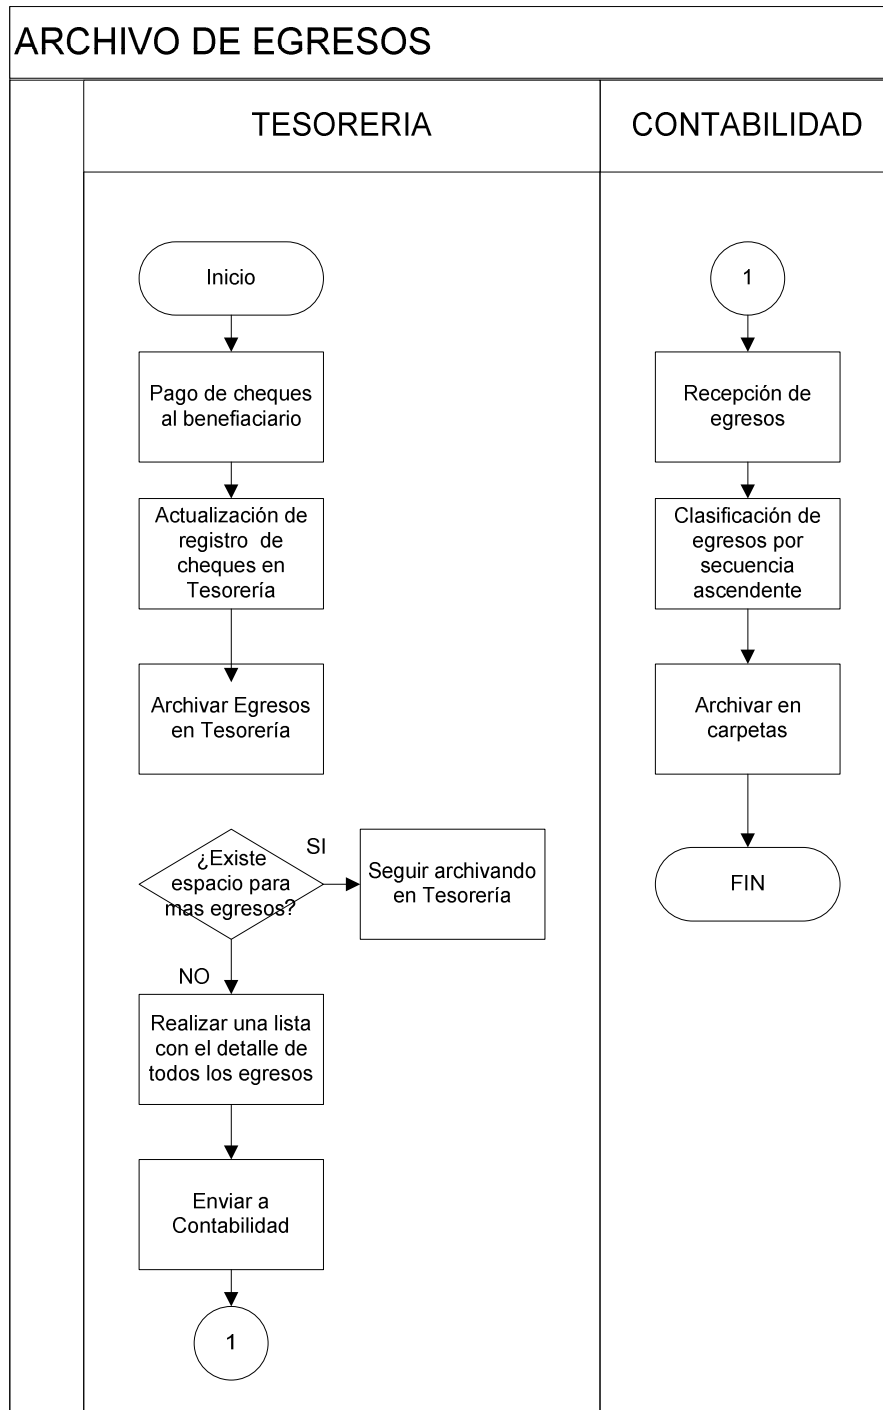 ARCHIVO DE EGRESOS
TESORERIA
CONTABILIDAD
Inicio
Pago de cheques
al benefiaciario
Actualización de
registro de
cheques en
Tesorería
Archivar Egresos
en Tesorería
¿Existe
espacio para
mas egresos?
SI
Seguir archivando
en Tesorería
NO
Realizar una lista
con el detalle de
todos los egresos
Enviar a
Contabilidad
1
1
Recepción de
egresos
Clasificación de
egresos por
secuencia
ascendente
Archivar en
carpetas
FIN